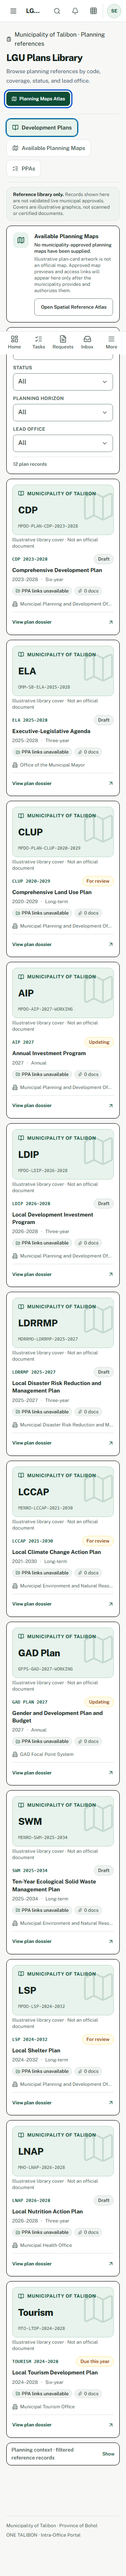 LG...
SE
Municipality of Talibon · Planning
references
LGU Plans Library
Browse planning references by code,
coverage, status, and lead office.
Planning Maps Atlas
Development Plans
Available Planning Maps
PPAs
Reference library only. Records shown here
are not validated live municipal datasets.
Covers are illustrative graphics, not scanned
or certified documents.
Available Planning Maps
No municipality-approved planning
maps have been supplied.
Illustrative plan-card artwork is not an
official map. Approved map
previews and access links will
appear here only after the
municipality provides and
authorizes them.
Open Spatial Reference Atlas
Home
Tasks
Requests
Inbox
More
STATUS
All
PLANNING HORIZON
All
LEAD OFFICE
All
12 plan records
MUNICIPALITY OF TALIBON
CDP
MPDO-PLAN-CDP-2023-2028
Illustrative library cover · Not an official
document
CDP 2023-2028
Draft
Comprehensive Development Plan
2023-2028 · Six-year
PPA links unavailable
0 docs
Municipal Planning and Development Of...
View plan dossier
MUNICIPALITY OF TALIBON
ELA
OMM-SB-ELA-2025-2028
Illustrative library cover · Not an official
document
ELA 2025-2028
Draft
Executive-Legislative Agenda
2025-2028 · Three-year
PPA links unavailable
0 docs
Office of the Municipal Mayor
View plan dossier
MUNICIPALITY OF TALIBON
CLUP
MPDO-PLAN-CLUP-2020-2029
Illustrative library cover · Not an official
document
CLUP 2020-2029
For review
Comprehensive Land Use Plan
2020-2029 · Long-term
PPA links unavailable
0 docs
Municipal Planning and Development Of...
View plan dossier
MUNICIPALITY OF TALIBON
AIP
MPDO-AIP-2027-WORKING
Illustrative library cover · Not an official
document
AIP 2027
Updating
Annual Investment Program
2027 · Annual
PPA links unavailable
0 docs
Municipal Planning and Development Of...
View plan dossier
MUNICIPALITY OF TALIBON
LDIP
MPDO-LDIP-2026-2028
Illustrative library cover · Not an official
document
LDIP 2026-2028
Draft
Local Development Investment
Program
2026-2028 · Three-year
PPA links unavailable
0 docs
Municipal Planning and Development Of...
View plan dossier
MUNICIPALITY OF TALIBON
LDRRMP
MDRRMO-LDRRMP-2025-2027
Illustrative library cover · Not an official
document
LDRRMP 2025-2027
Draft
Local Disaster Risk Reduction and
Management Plan
2025-2027 · Three-year
PPA links unavailable
0 docs
Municipal Disaster Risk Reduction and M...
View plan dossier
MUNICIPALITY OF TALIBON
LCCAP
MENRO-LCCAP-2021-2030
Illustrative library cover · Not an official
document
LCCAP 2021-2030
For review
Local Climate Change Action Plan
2021-2030 · Long-term
PPA links unavailable
0 docs
Municipal Environment and Natural Reso...
View plan dossier
MUNICIPALITY OF TALIBON
GAD Plan
GFPS-GAD-2027-WORKING
Illustrative library cover · Not an official
document
GAD PLAN 2027
Updating
Gender and Development Plan and
Budget
2027 · Annual
PPA links unavailable
0 docs
GAD Focal Point System
View plan dossier
MUNICIPALITY OF TALIBON
SWM
MENRO-SWM-2025-2034
Illustrative library cover · Not an official
document
SWM 2025-2034
Draft
Ten-Year Ecological Solid Waste
Management Plan
2025-2034 · Long-term
PPA links unavailable
0 docs
Municipal Environment and Natural Reso...
View plan dossier
MUNICIPALITY OF TALIBON
LSP
MPDO-LSP-2024-2032
Illustrative library cover · Not an official
document
LSP 2024-2032
For review
Local Shelter Plan
2024-2032 · Long-term
PPA links unavailable
0 docs
Municipal Planning and Development Of...
View plan dossier
MUNICIPALITY OF TALIBON
LNAP
MHO-LNAP-2026-2028
Illustrative library cover · Not an official
document
LNAP 2026-2028
Draft
Local Nutrition Action Plan
2026-2028 · Three-year
PPA links unavailable
0 docs
Municipal Health Office
View plan dossier
MUNICIPALITY OF TALIBON
Tourism
MTO-LTDP-2024-2028
Illustrative library cover · Not an official
document
TOURISM 2024-2028
Due this year
Local Tourism Development Plan
2024-2028 · Six-year
PPA links unavailable
0 docs
Municipal Tourism Office
View plan dossier
Planning context · filtered
reference records
Show
Municipality of Talibon · Province of Bohol
ONE TALIBON · Intra-Office Portal